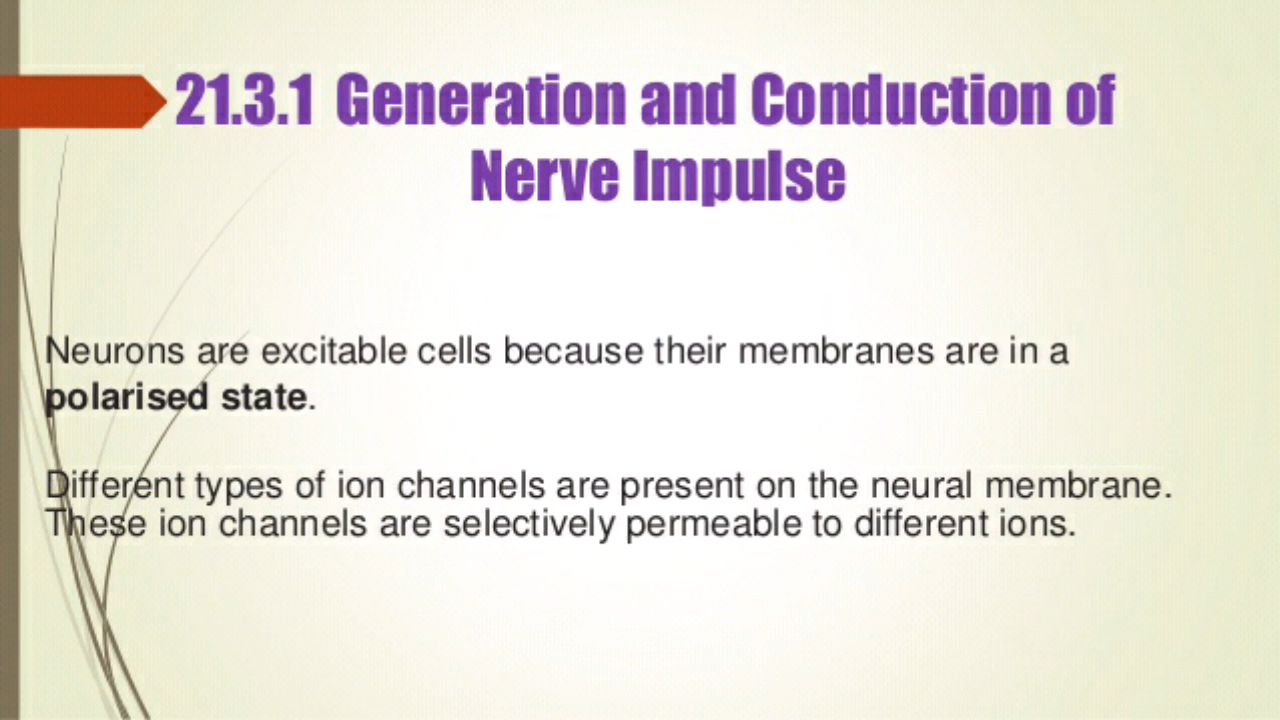 21.3.1 Generation and Conduction of
Nerve Impulse
Neurons are excitable cells because their membranes are in a
polarised state.
Different types of ion channels are present on the neural membrane.
These ion channels are selectively permeable to different ions.